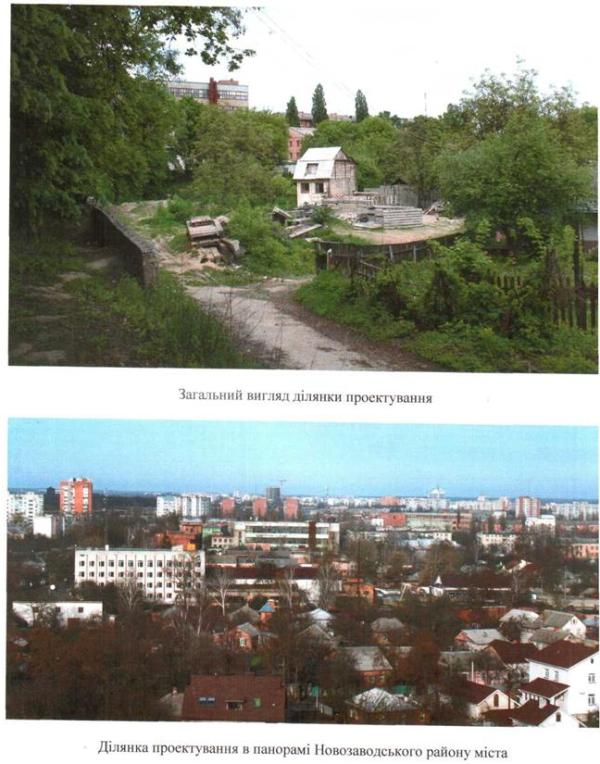 Загальний вигляд ділянки проектування
Ділянка проектування в панорамі Новозаводського району міста